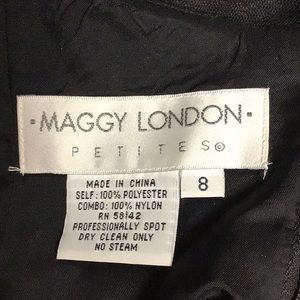 · MAGGY LONDON ·
PETITES©
MADE IN CHINA
SELF: 100% POLYESTER
COMBO: 100% NYLON
RN 58142
PROFESSIONALLY SPOT
DRY CLEAN ONLY
NO STEAM
8